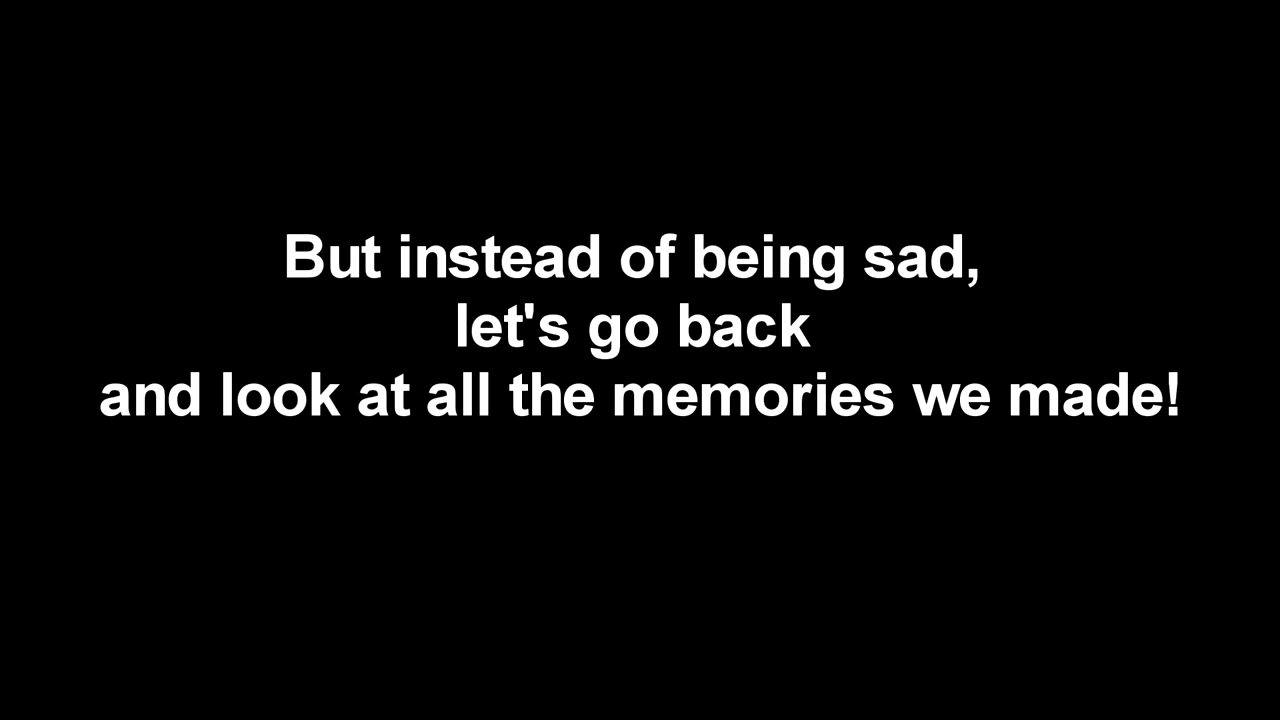 But instead of being sad,
let's go back
and look at all the memories we made!